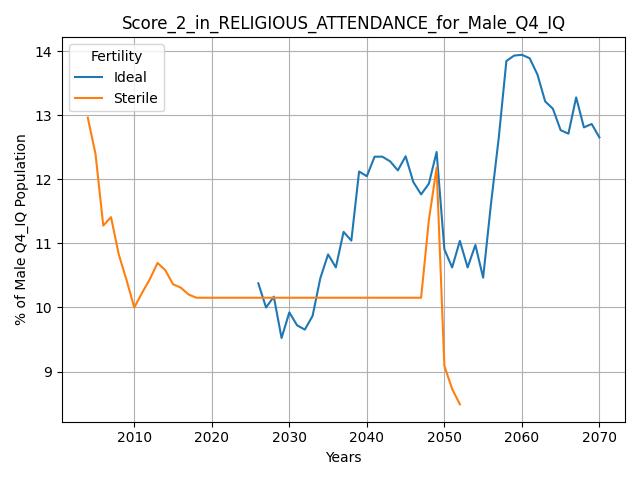 Score_2_in_RELIGIOUS_ATTENDANCE_for_Male_Q4_IQ
Fertility
Ideal
Sterile
% of Male Q4_IQ Population
14
13
12
11
10
9
2010 2020 2030 2040 2050 2060 2070
Years